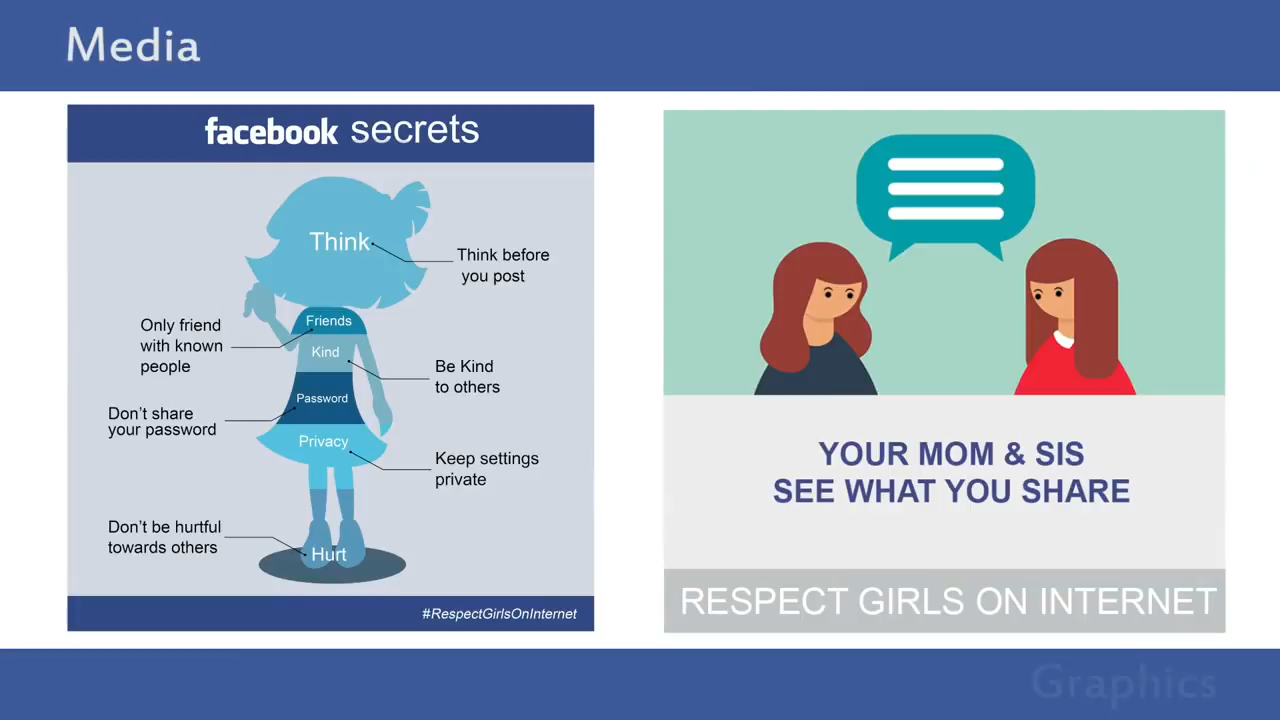 Media
facebook secrets
Think
Think before
you post
Friends
Only friend
with known
people
Kind
Be Kind
to others
Password
Don't share
your password
Privacy
Keep settings
private
Don't be hurtful
towards others
Hurt
#RespectGirlsOnInternet
YOUR MOM & SIS
SEE WHAT YOU SHARE
RESPECT GIRLS ON INTERNET
Graphics